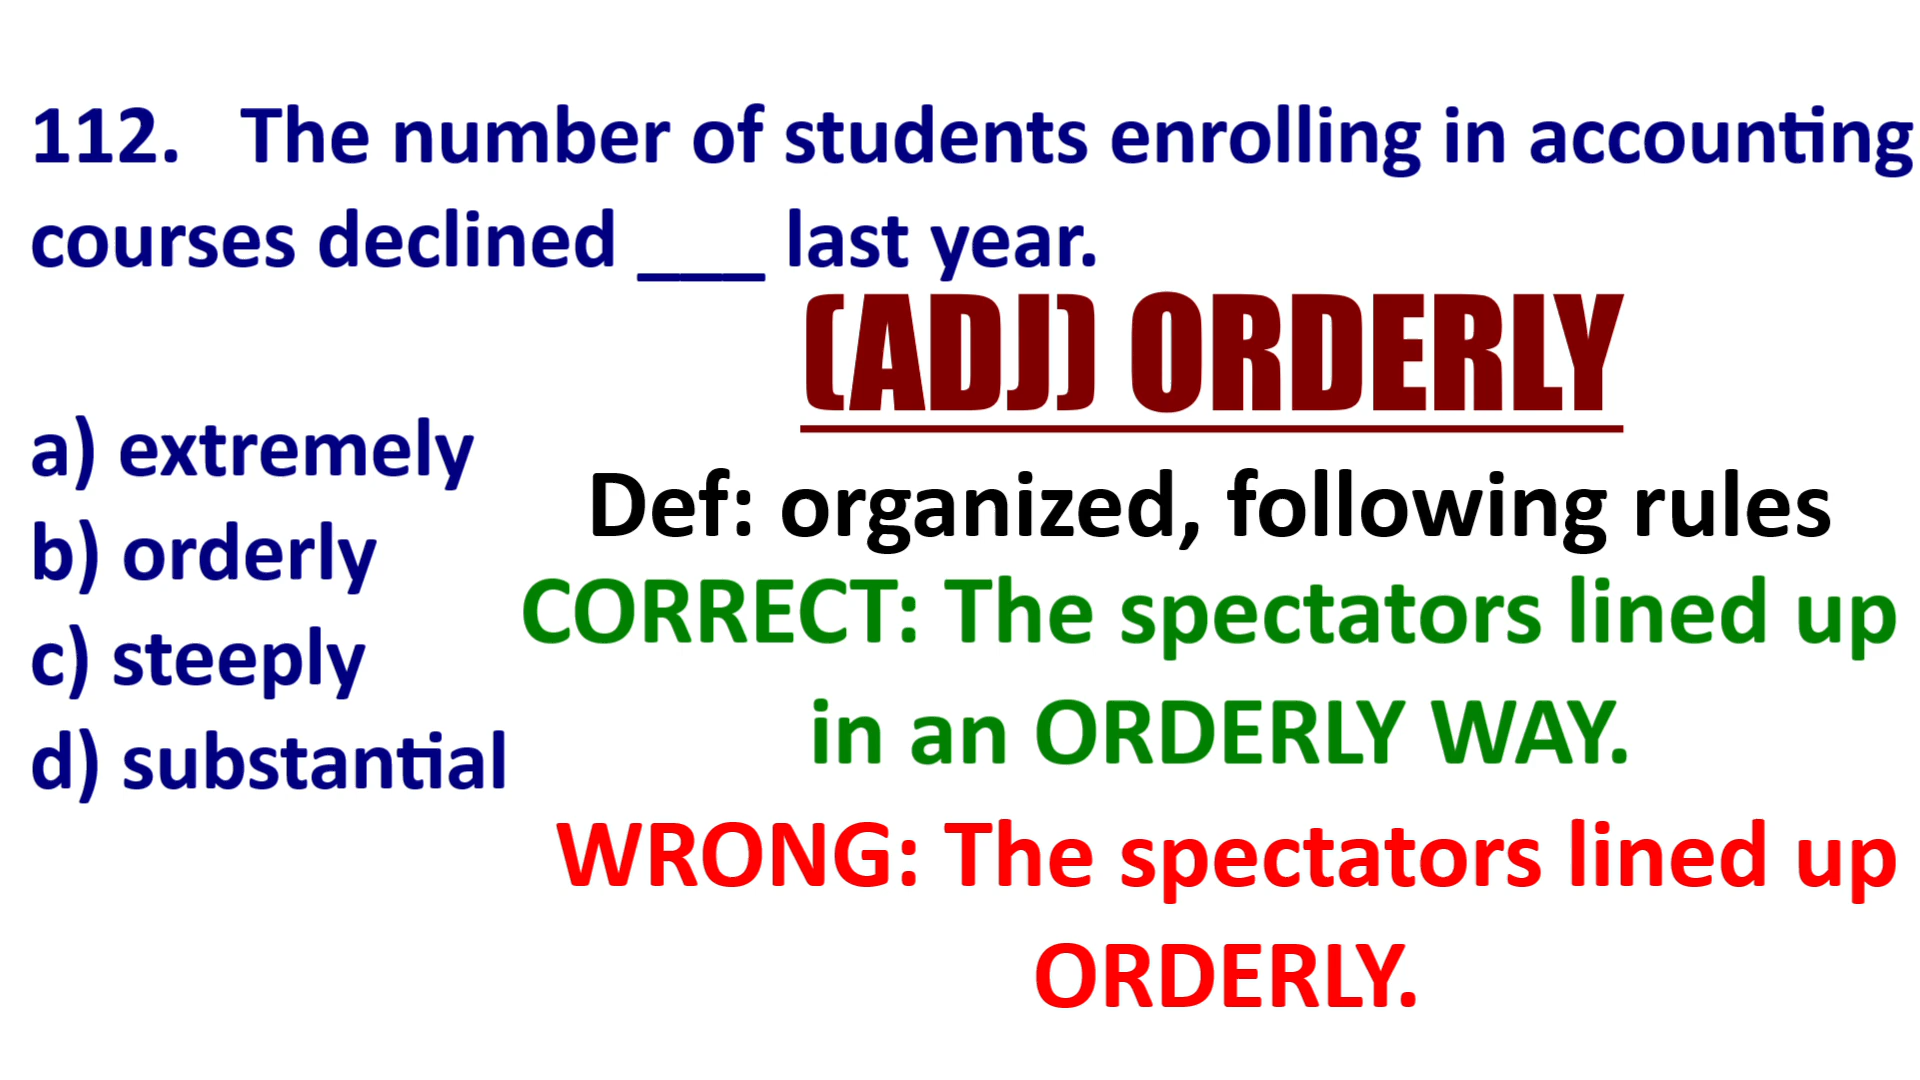 112. The number of students enrolling in accounting
courses declined ___ last year.
a) extremely
b) orderly
c) steeply
d) substantial
(ADJ) ORDERLY
Def: organized, following rules
CORRECT: The spectators lined up
in an ORDERLY WAY.
WRONG: The spectators lined up
ORDERLY.